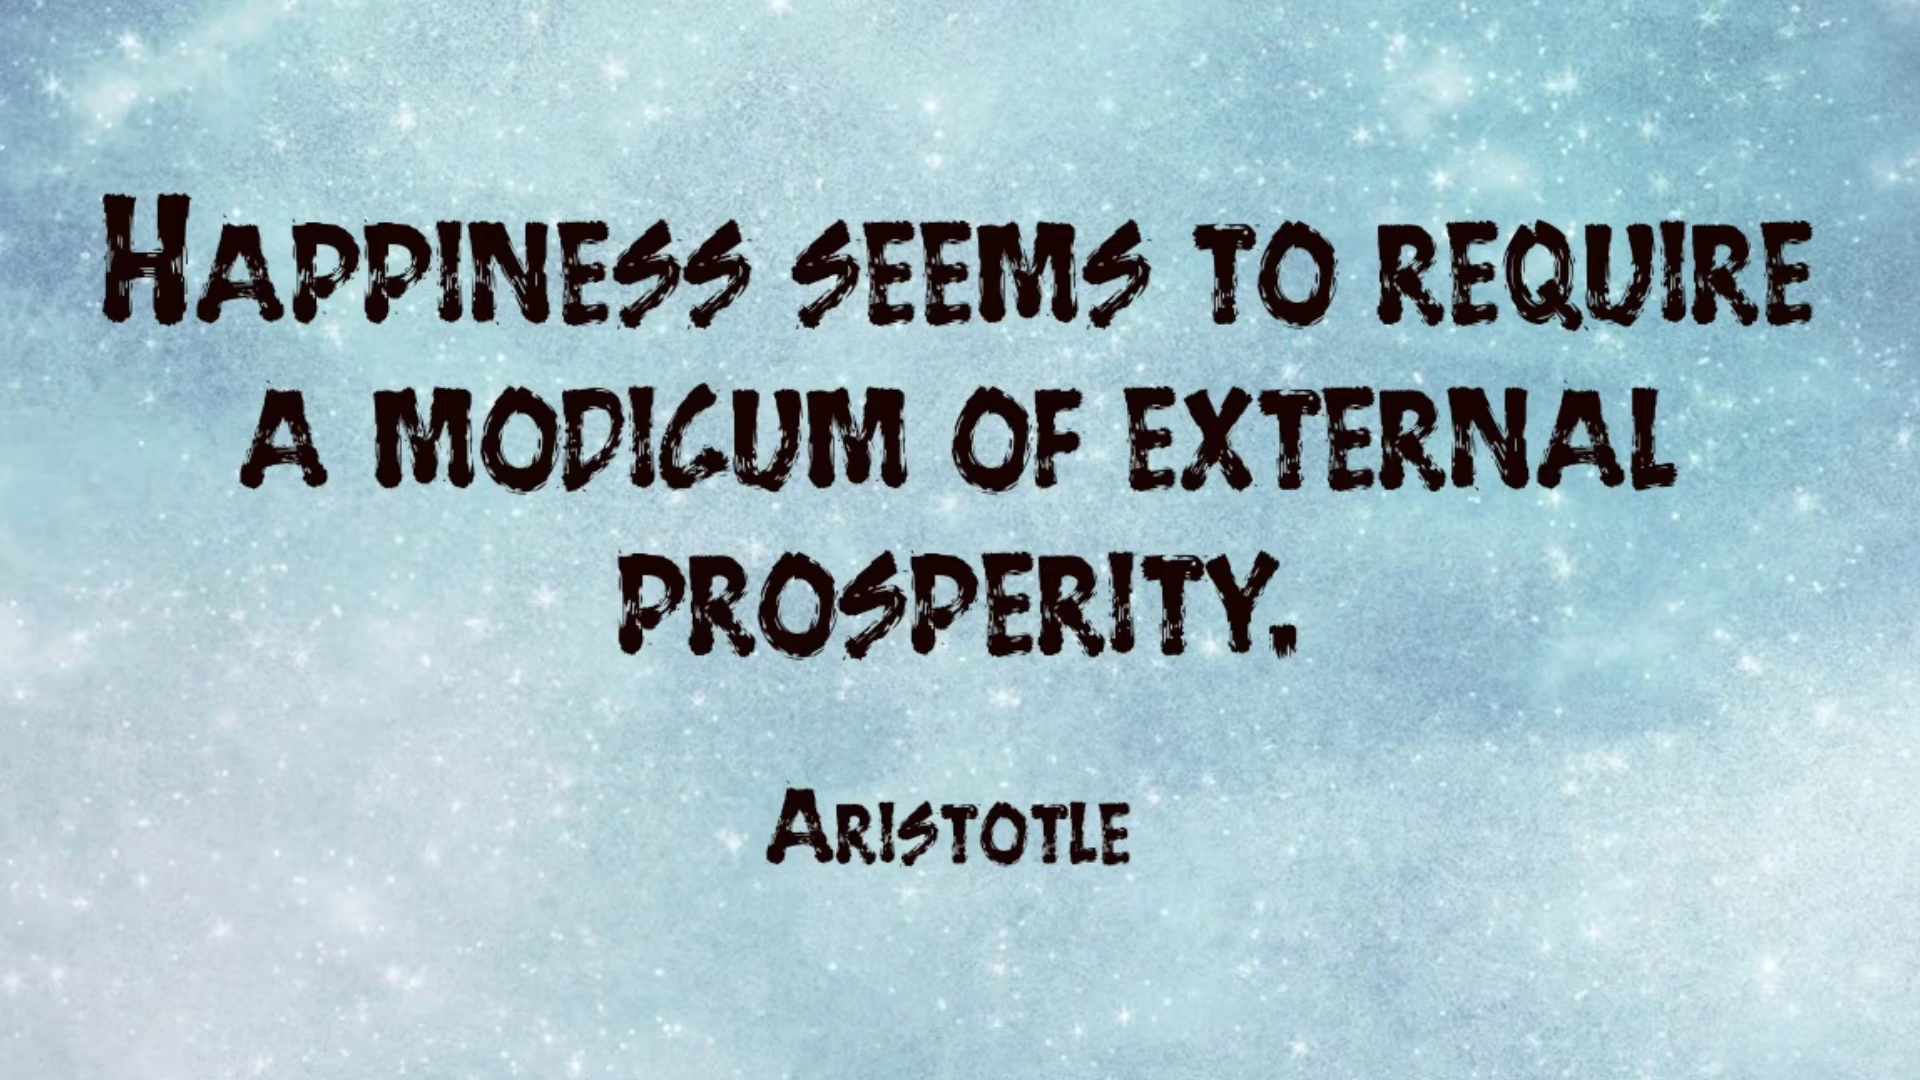 Happiness seems to require
a modicum of external
prosperity.
Aristotle